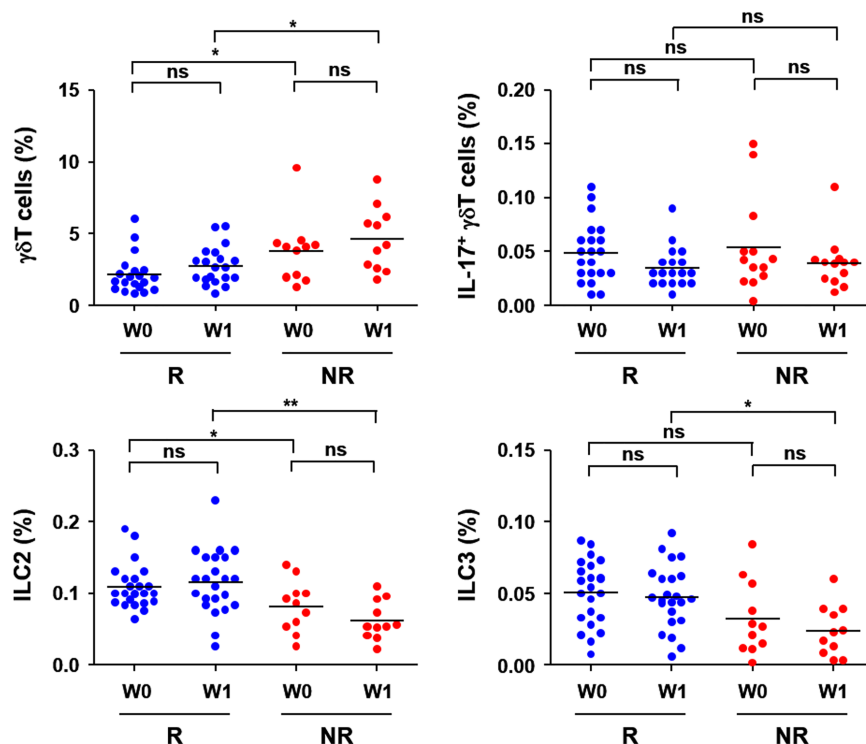 ns
*
*
ns
ns
γδT cells (%)
15
10
5
0
W0 W1 W0 W1
R NR
ns
ns
ns
ns
IL-17⁺ γδT cells (%)
0.20
0.15
0.10
0.05
0.00
W0 W1 W0 W1
R NR
**
*
ns
ns
ILC2 (%)
0.3
0.2
0.1
0.0
W0 W1 W0 W1
R NR
*
ns
ns
ns
ILC3 (%)
0.15
0.10
0.05
0.00
W0 W1 W0 W1
R NR